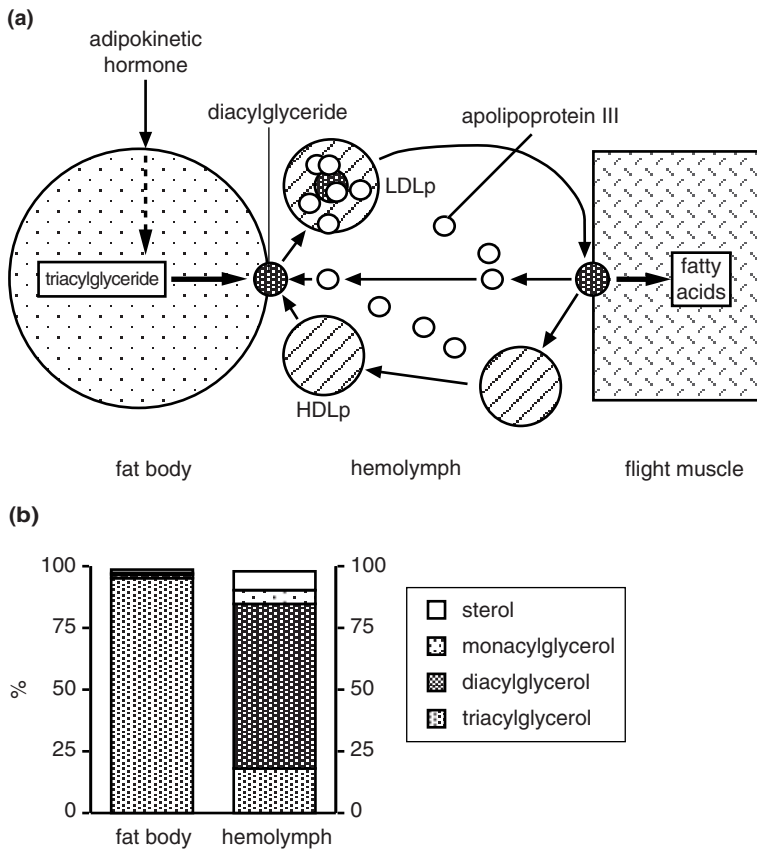 (a)
adipokinetic
hormone
diacylglyceride
apolipoprotein III
LDLp
triacylglyceride
fatty
acids
HDLp
fat body
hemolymph
flight muscle
(b)
100
75
50
25
0
%
100
75
50
25
0
fat body
hemolymph
sterol
monacylglycerol
diacylglycerol
triacylglycerol